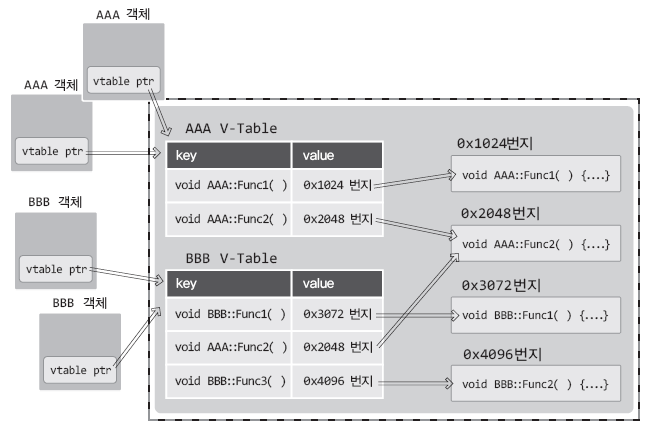 AAA 객체
vtable ptr
AAA 객체
vtable ptr
BBB 객체
vtable ptr
BBB 객체
vtable ptr
AAA V-Table
key value
void AAA::Func1( ) 0x1024 번지
void AAA::Func2( ) 0x2048 번지
BBB V-Table
key value
void BBB::Func1( ) 0x3072 번지
void AAA::Func2( ) 0x2048 번지
void BBB::Func3( ) 0x4096 번지
0x1024번지
void AAA::Func1( ) {....}
0x2048번지
void AAA::Func2( ) {....}
0x3072번지
void BBB::Func1( ) {....}
0x4096번지
void BBB::Func2( ) {....}